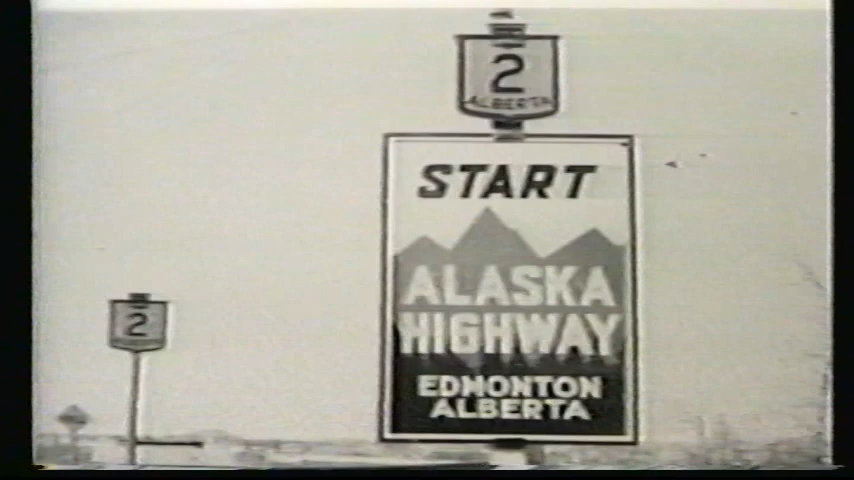 2
ALBERTA
START
ALASKA
HIGHWAY
EDMONTON
ALBERTA
2